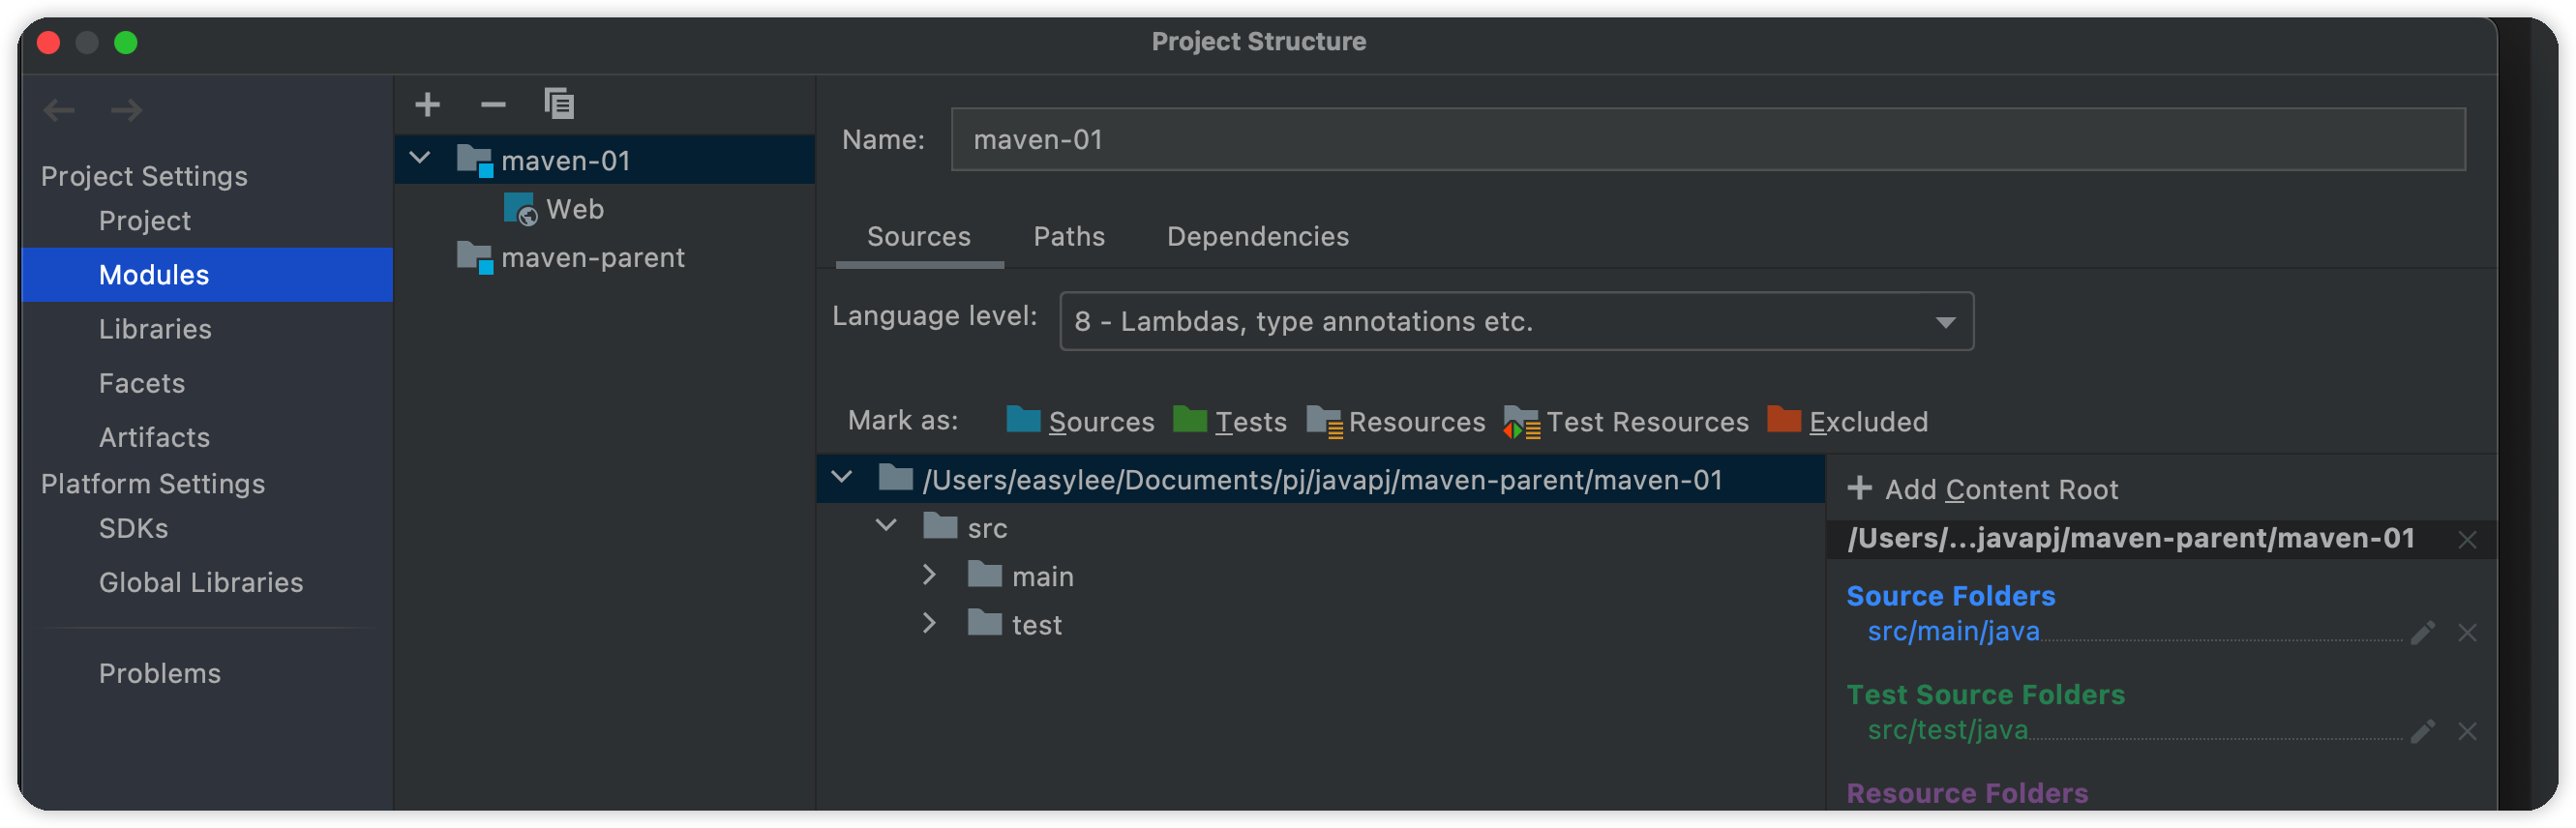 Project Structure
Project Settings
Project
Modules
Libraries
Facets
Artifacts
Platform Settings
SDKs
Global Libraries
Problems
maven-01
Web
maven-parent
Name: maven-01
Sources Paths Dependencies
Language level: 8 - Lambdas, type annotations etc.
Mark as: Sources Tests Resources Test Resources Excluded
/Users/easylee/Documents/pj/javapj/maven-parent/maven-01
src
main
test
Add Content Root
/Users/...javapj/maven-parent/maven-01
Source Folders
src/main/java
Test Source Folders
src/test/java
Resource Folders